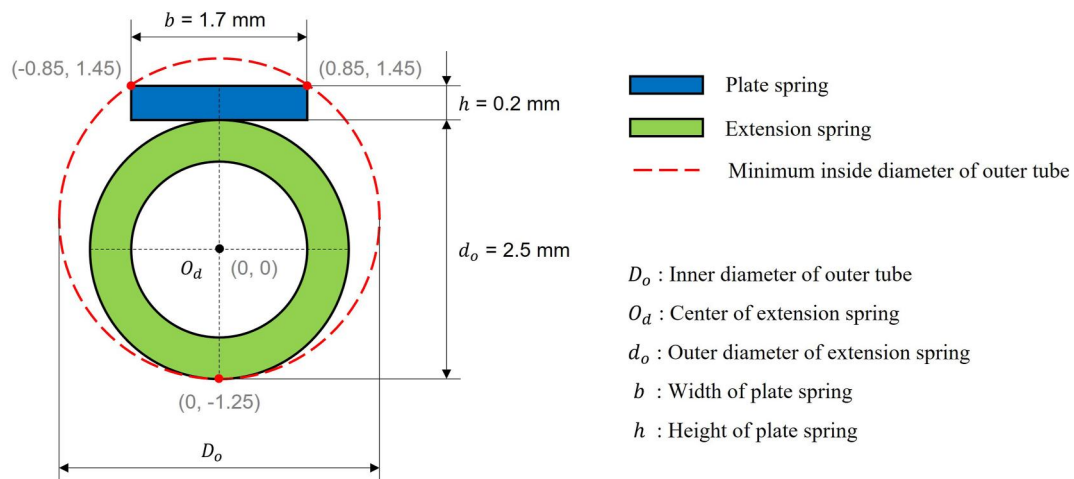 b = 1.7 mm
(-0.85, 1.45)
(0.85, 1.45)
h = 0.2 mm
d_o = 2.5 mm
O_d
(0, 0)
(0, -1.25)
D_o
Plate spring
Extension spring
Minimum inside diameter of outer tube
D_o : Inner diameter of outer tube
O_d : Center of extension spring
d_o : Outer diameter of extension spring
b : Width of plate spring
h : Height of plate spring